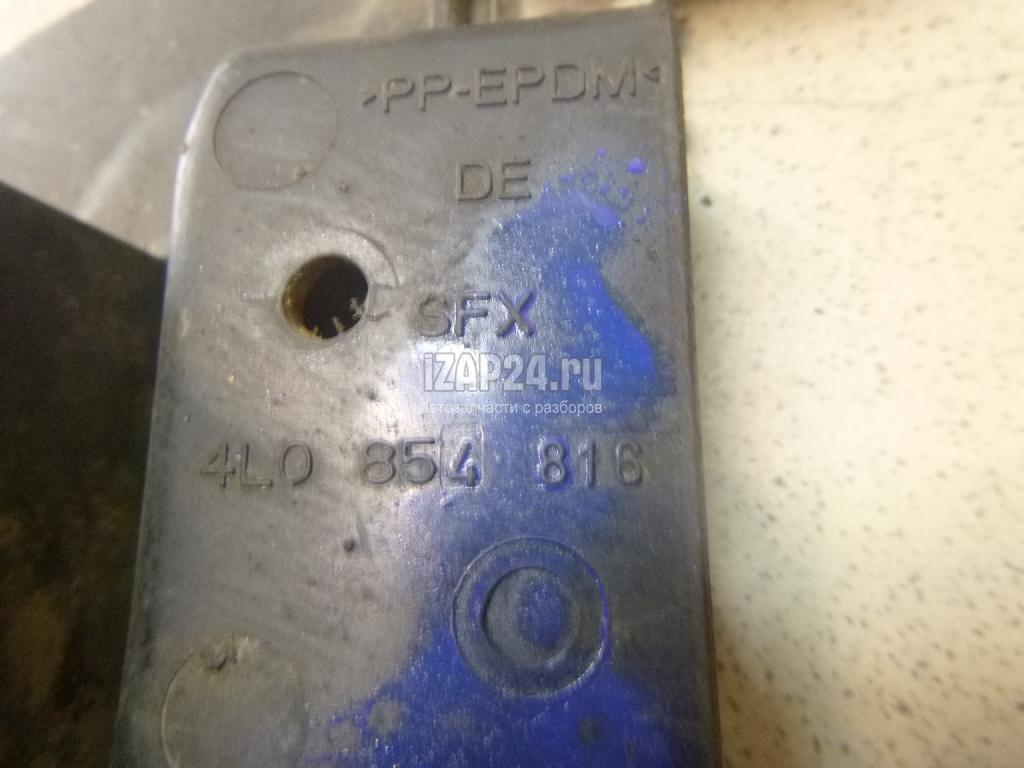 >PP-EPDM<
DE
SFX
iZAP24.ru
автозапчасти с разборов
4L0 854 816